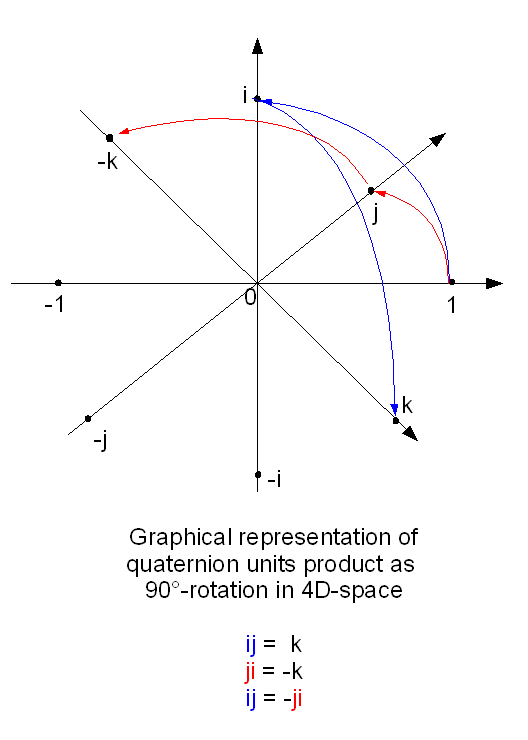 i
-k
j
0
-1
1
k
-j
-i
Graphical representation of
quaternion units product as
90°-rotation in 4D-space
ij = k
ji = -k
ij = -ji